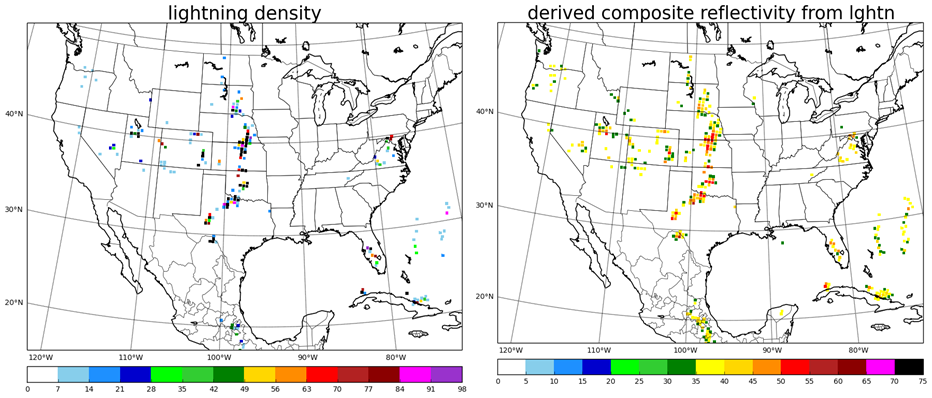 lightning density
derived composite reflectivity from lghtn
40°N
30°N
20°N
120°W 110°W 100°W 90°W 80°W
0 7 14 21 28 35 42 49 56 63 70 77 84 91 98
40°N
30°N
20°N
120°W 110°W 100°W 90°W 80°W
0 5 10 15 20 25 30 35 40 45 50 55 60 65 70 75